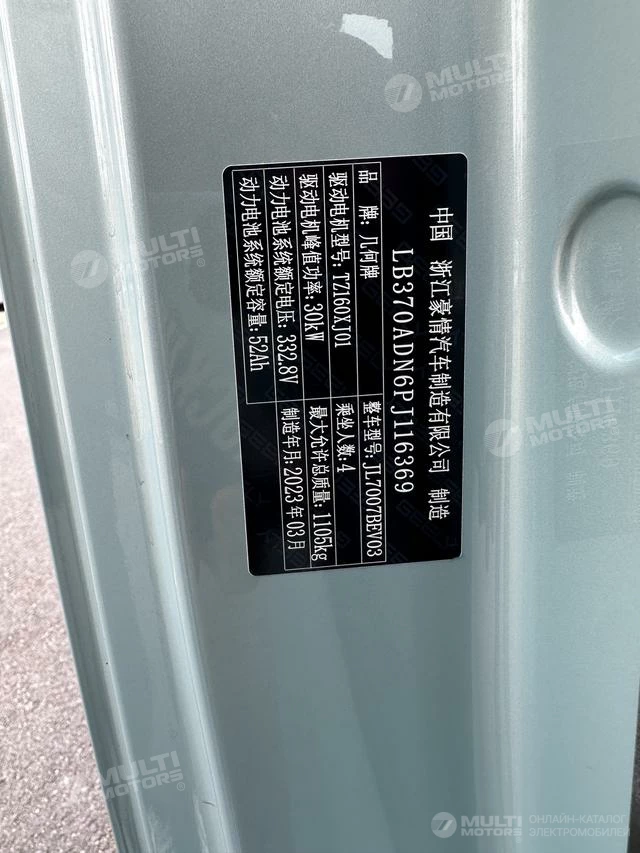 中国 浙江豪情汽车制造有限公司 制造
LB370ADN6PJ116369
品 牌: 几何牌 整车型号: JL7007BEV03
驱动电机型号: TZ160XJ01 乘坐人数: 4
驱动电机峰值功率: 30kW 最大允许总质量: 1105kg
动力电池系统额定电压: 332.8V 制造年月: 2023 年 03月
动力电池系统额定容量: 52Ah
MULTI
MOTORS®
MULTI
MOTORS®
MULTI
MOTORS®
MULTI
MOTORS®
MULTI
MOTORS®
ОНЛАЙН-КАТАЛОГ
ЭЛЕКТРОМОБИЛЕЙ